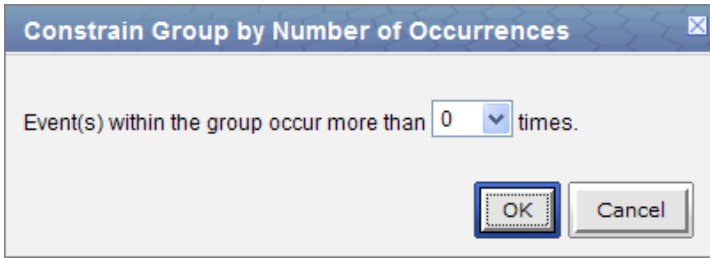 Constrain Group by Number of Occurrences
Event(s) within the group occur more than 0 times.
OK Cancel